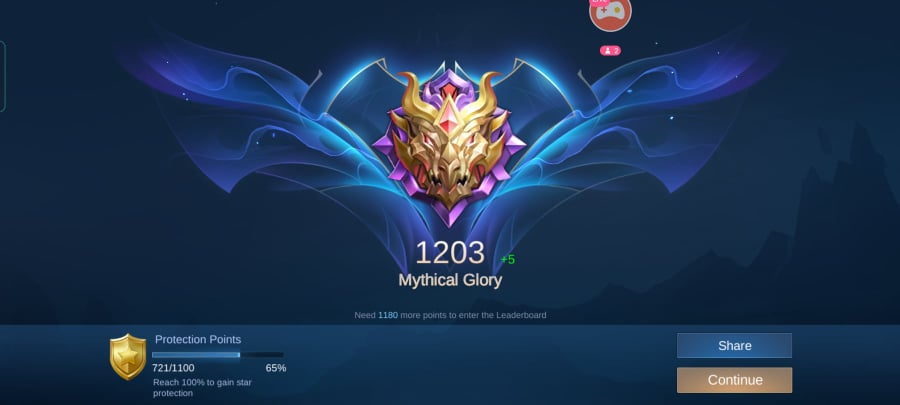 2
1203 +5
Mythical Glory
Need 1180 more points to enter the Leaderboard
Protection Points
721/1100 65%
Reach 100% to gain star
protection
Share
Continue